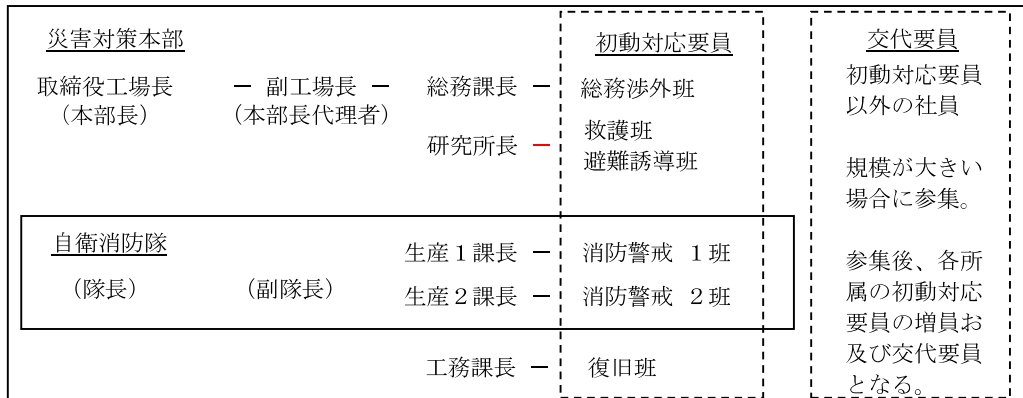 災害対策本部
取締役工場長 － 副工場長 － 総務課長 － 総務渉外班
(本部長) (本部長代理者)
研究所長 － 救護班
避難誘導班
自衛消防隊
生産１課長 － 消防警戒 １班
(隊長) (副隊長) 生産２課長 － 消防警戒 ２班
工務課長 － 復旧班
初動対応要員
交代要員
初動対応要員
以外の社員
規模が大きい
場合に参集。
参集後、各所
属の初動対応
要員の増員お
及び交代要員
となる。